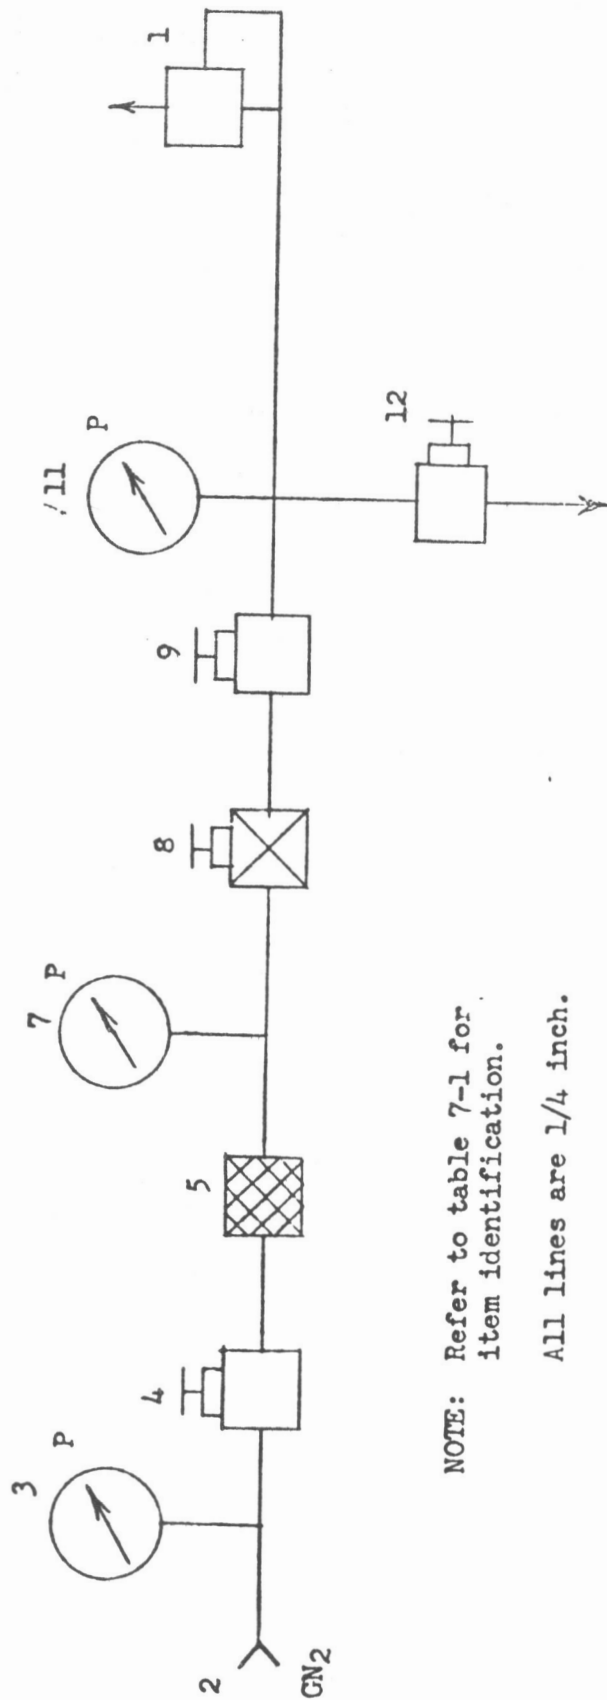 2
GN2
3
P
4
5
7
P
8
9
11
P
12
1
NOTE: Refer to table 7-1 for
item identification.
All lines are 1/4 inch.